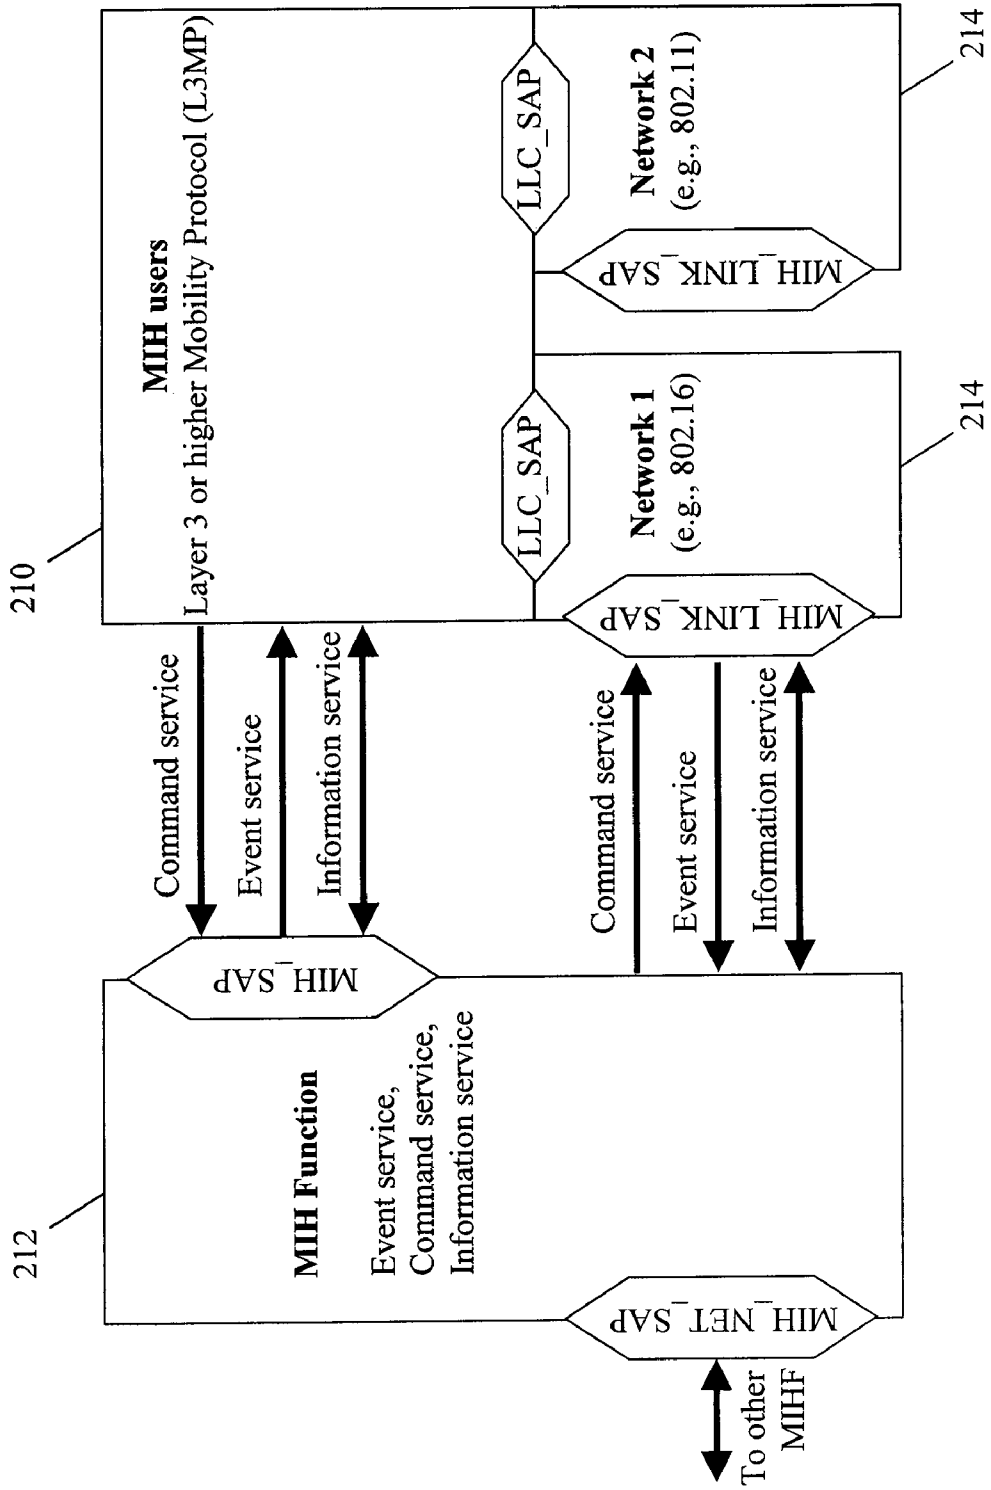 210
MIH users
Layer 3 or higher Mobility Protocol (L3MP)
LLC_SAP
LLC_SAP
Network 1
(e.g., 802.16)
Network 2
(e.g., 802.11)
MIH_LINK_SAP
MIH_LINK_SAP
214
214
Command service
Event service
Information service
Command service
Event service
Information service
212
MIH_SAP
MIH Function
Event service,
Command service,
Information service
MIH_NET_SAP
To other
MIHF